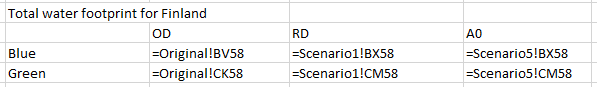 Total water footprint for Finland
OD RD A0
Blue =Original!BV58 =Scenario1!BX58 =Scenario5!BX58
Green =Original!CK58 =Scenario1!CM58 =Scenario5!CM58